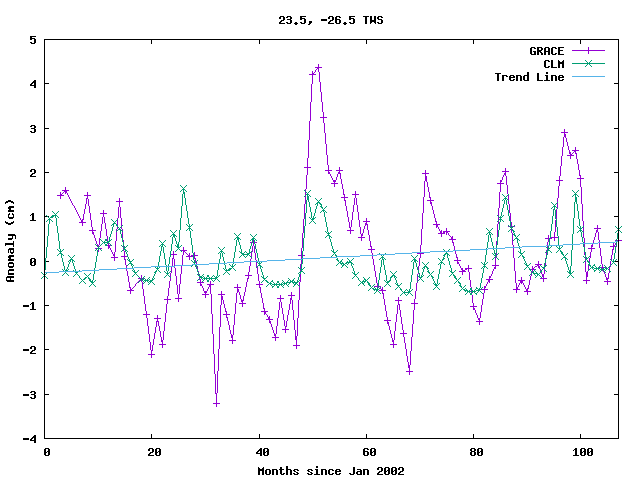 23.5, -26.5 TWS
GRACE
CLM
Trend Line
5
4
3
2
1
0
-1
-2
-3
-4
Anomaly (cm)
0 20 40 60 80 100
Months since Jan 2002